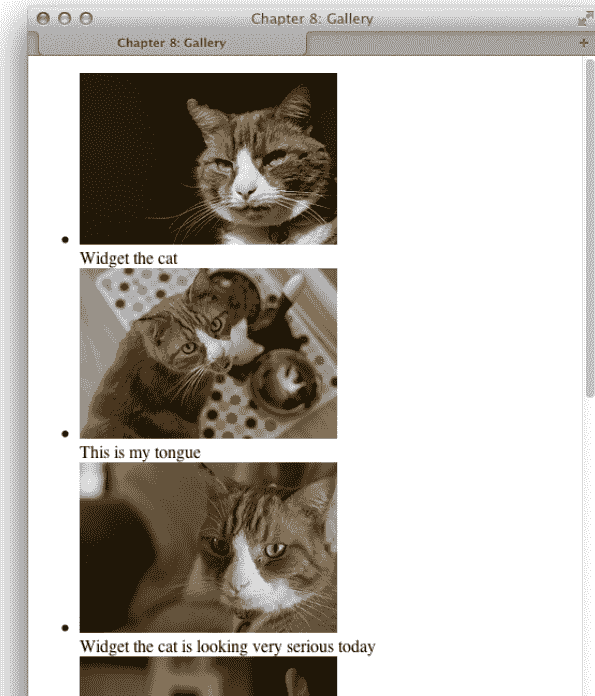 Chapter 8: Gallery
Chapter 8: Gallery
Widget the cat
This is my tongue
Widget the cat is looking very serious today